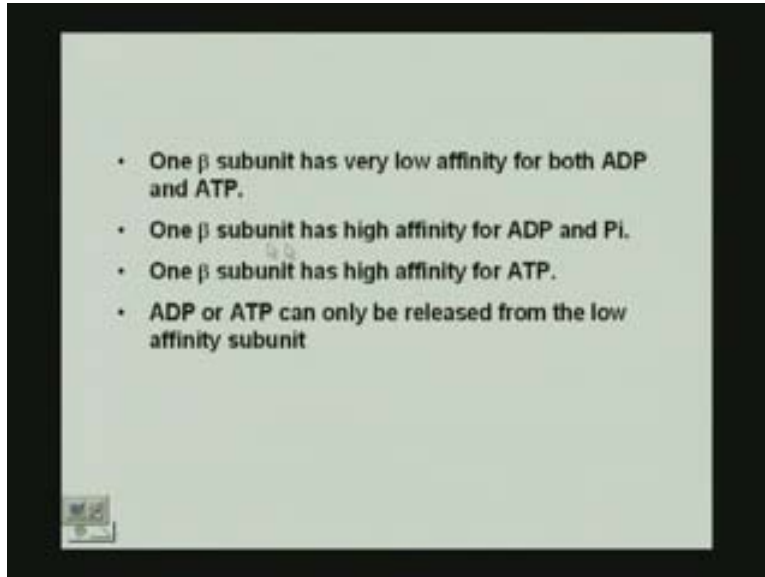 • One β subunit has very low affinity for both ADP
and ATP.
• One β subunit has high affinity for ADP and Pi.
• One β subunit has high affinity for ATP.
• ADP or ATP can only be released from the low
affinity subunit